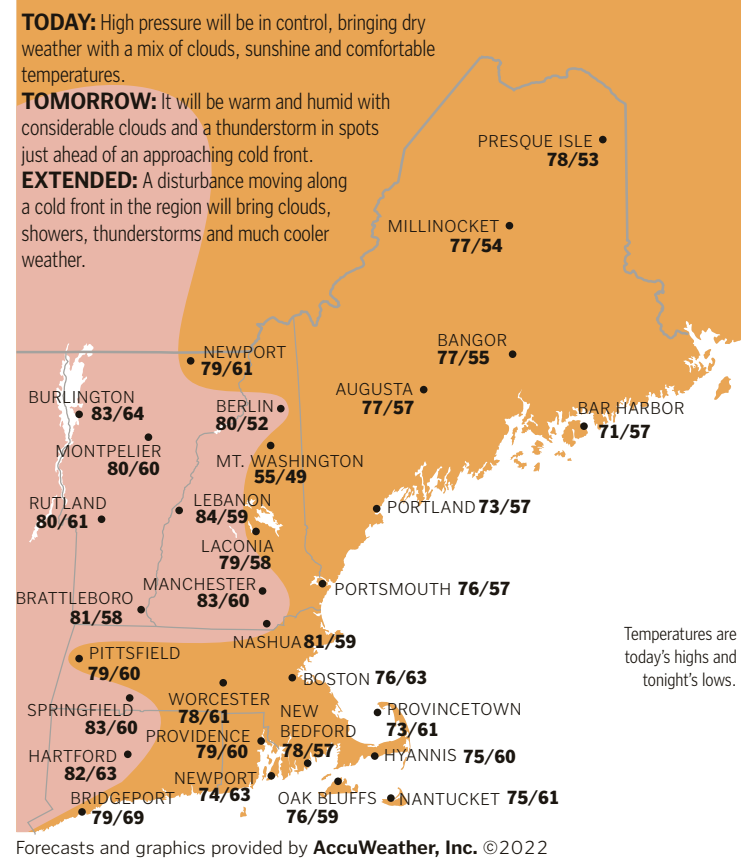 TODAY: High pressure will be in control, bringing dry
weather with a mix of clouds, sunshine and comfortable
temperatures.
TOMORROW: It will be warm and humid with
considerable clouds and a thunderstorm in spots
just ahead of an approaching cold front.
EXTENDED: A disturbance moving along
a cold front in the region will bring clouds,
showers, thunderstorms and much cooler
weather.
PRESQUE ISLE
78/53
MILLINOCKET
77/54
BANGOR
77/55
NEWPORT
79/61
AUGUSTA
77/57
BURLINGTON
83/64
BERLIN
80/52
BAR HARBOR
71/57
MONTPELIER
80/60
MT. WASHINGTON
55/49
RUTLAND
80/61
LEBANON
84/59
PORTLAND 73/57
LACONIA
79/58
MANCHESTER
83/60
PORTSMOUTH 76/57
BRATTLEBORO
81/58
NASHUA 81/59
Temperatures are
today's highs and
tonight's lows.
PITTSFIELD
79/60
BOSTON 76/63
WORCESTER
78/61
SPRINGFIELD
83/60
NEW
BEDFORD
78/57
PROVINCETOWN
73/61
PROVIDENCE
79/60
HARTFORD
82/63
HYANNIS 75/60
NEWPORT
74/63
BRIDGEPORT
79/69
OAK BLUFFS
76/59
NANTUCKET 75/61
Forecasts and graphics provided by AccuWeather, Inc. ©2022